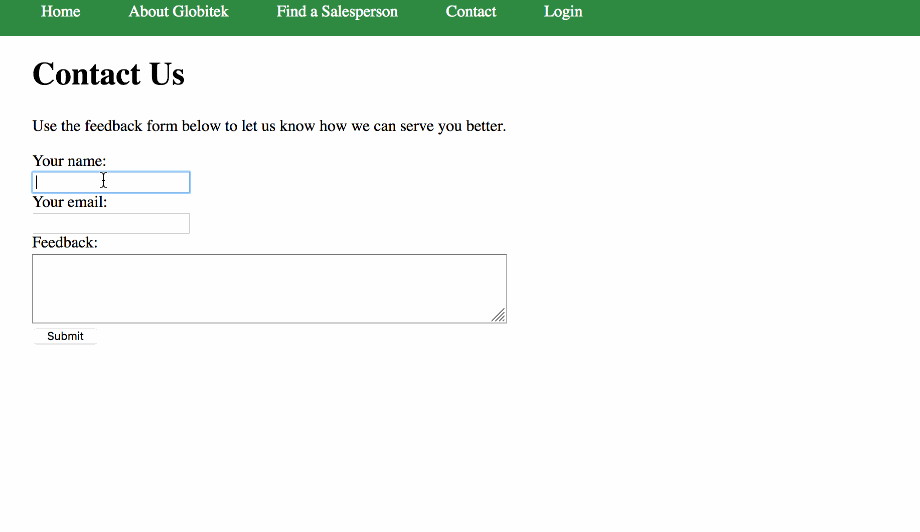 Home About Globitek Find a Salesperson Contact Login
Contact Us
Use the feedback form below to let us know how we can serve you better.
Your name:
Your email:
Feedback:
Submit